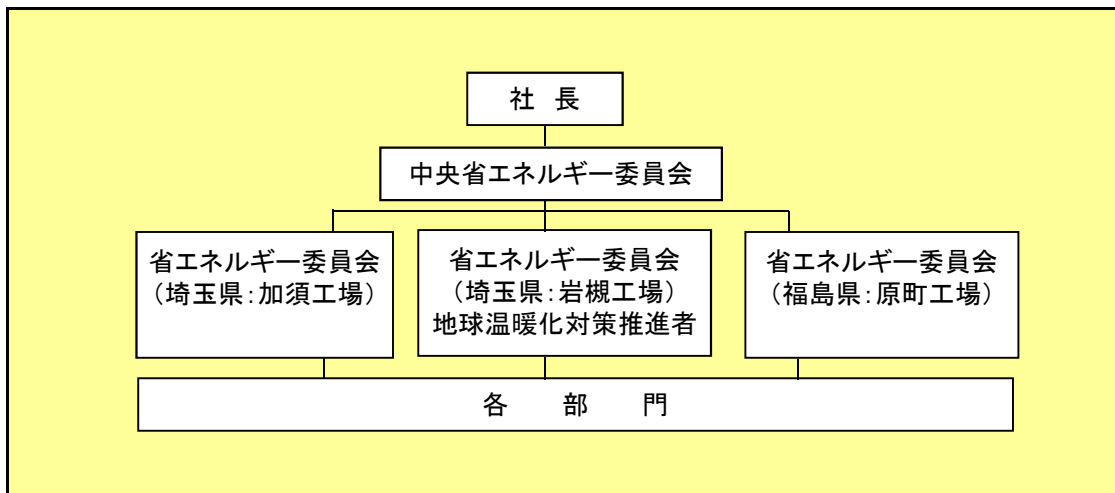 社 長
中央省エネルギー委員会
省エネルギー委員会
（埼玉県：加須工場）
省エネルギー委員会
（埼玉県：岩槻工場）
地球温暖化対策推進者
省エネルギー委員会
（福島県：原町工場）
各 部 門